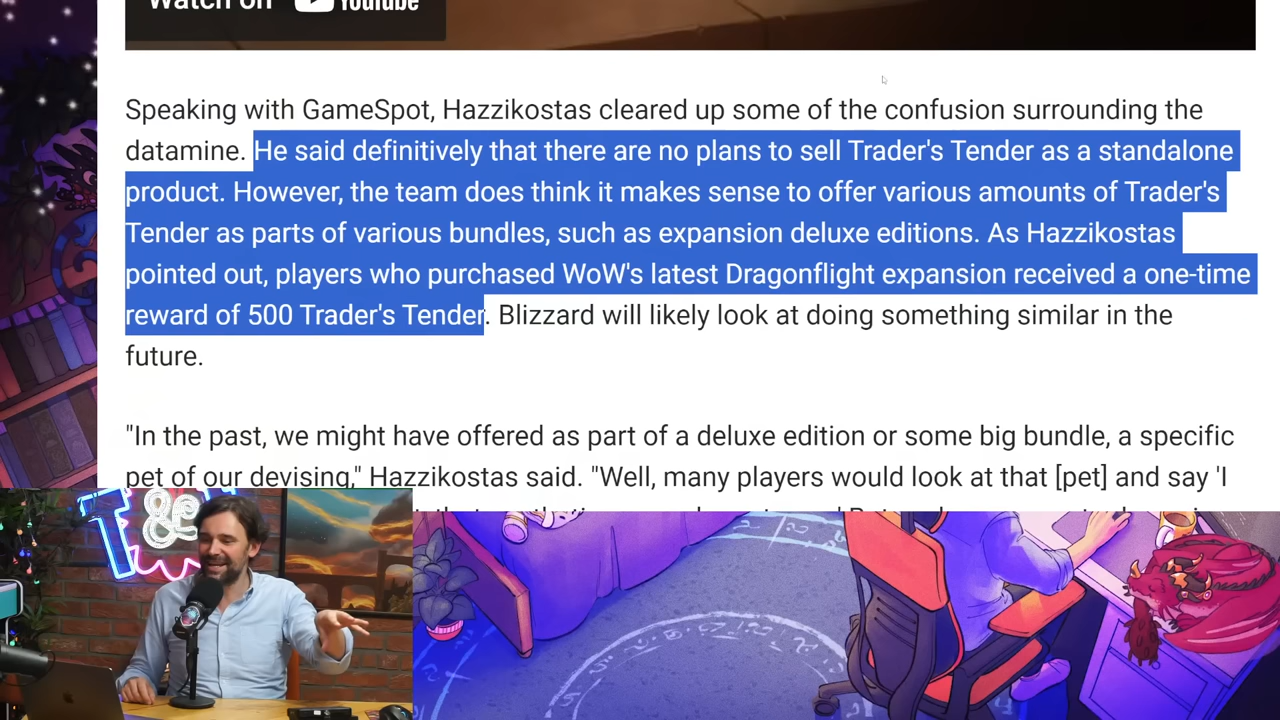 Watch on YouTube
Speaking with GameSpot, Hazzikostas cleared up some of the confusion surrounding the
datamine. He said definitively that there are no plans to sell Trader's Tender as a standalone
product. However, the team does think it makes sense to offer various amounts of Trader's
Tender as parts of various bundles, such as expansion deluxe editions. As Hazzikostas
pointed out, players who purchased WoW's latest Dragonflight expansion received a one-time
reward of 500 Trader's Tender. Blizzard will likely look at doing something similar in the
future.
"In the past, we might have offered as part of a deluxe edition or some big bundle, a specific
pet of our devising," Hazzikostas said. "Well, many players would look at that [pet] and say 'I
T&